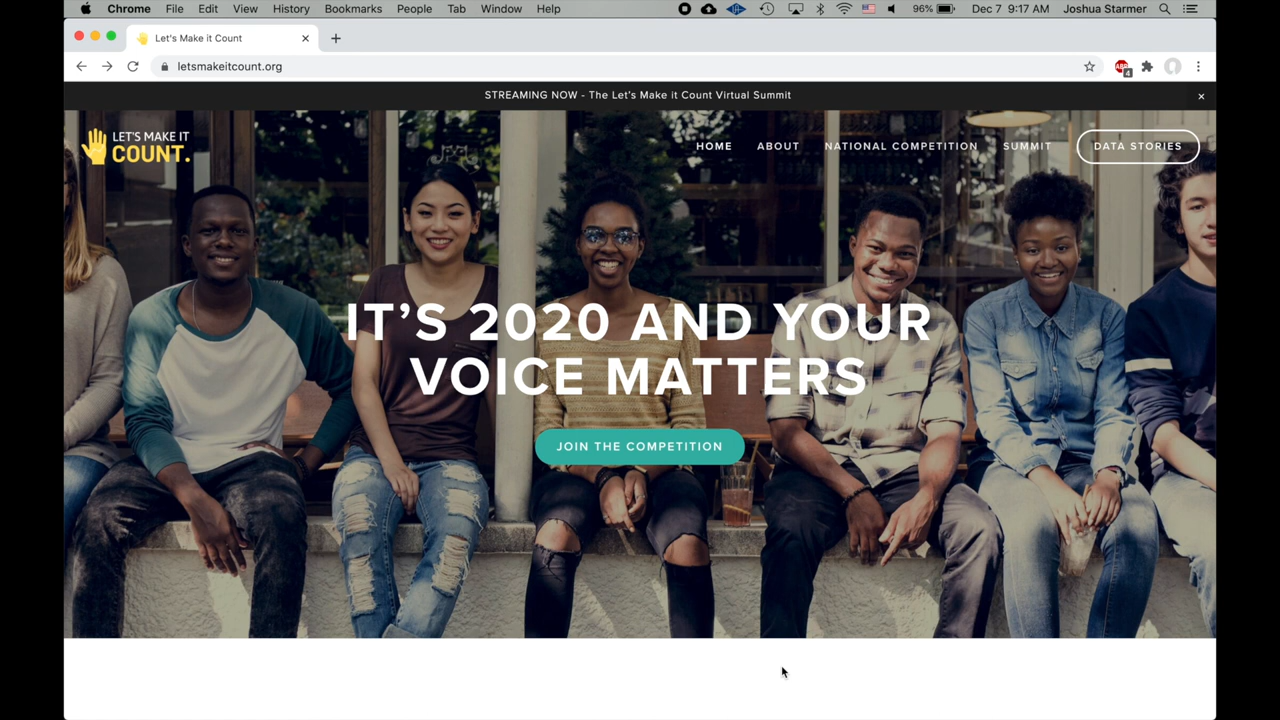 Chrome File Edit View History Bookmarks People Tab Window Help 96% Dec 7 9:17 AM Joshua Starmer
Let's Make it Count
letsmakeitcount.org
ABP
4
STREAMING NOW - The Let's Make it Count Virtual Summit
LET'S MAKE IT
COUNT.
HOME ABOUT NATIONAL COMPETITION SUMMIT DATA STORIES
IT’S 2020 AND YOUR
VOICE MATTERS
JOIN THE COMPETITION